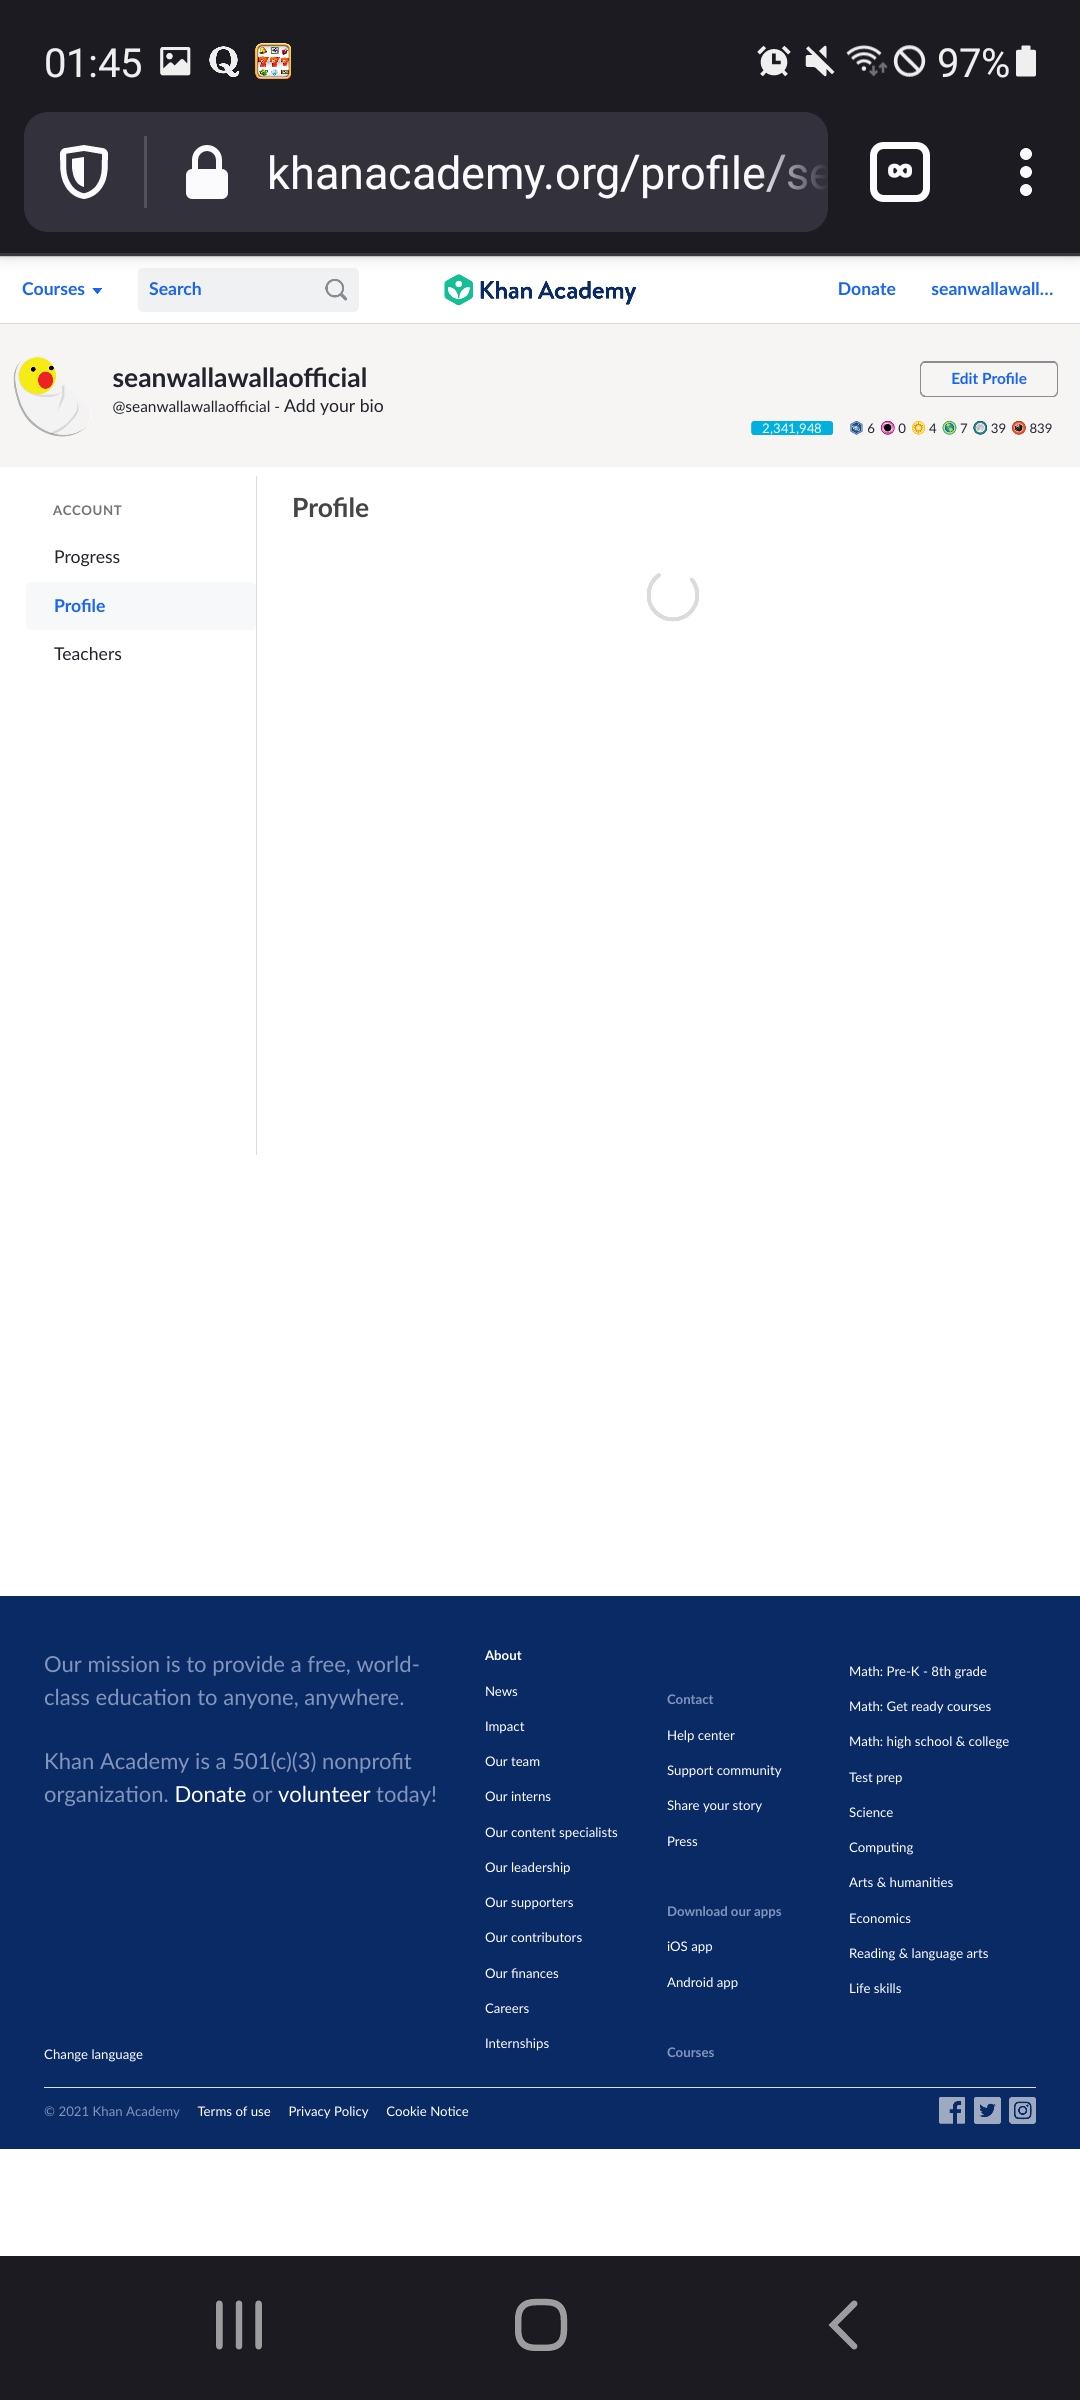 01:45
97%
khanacademy.org/profile/se
Courses
Search
Khan Academy
Donate
seanwallawall...
seanwallawallaofficial
@seanwallawallaofficial - Add your bio
Edit Profile
2,341,948
6
0
4
7
39
839
ACCOUNT
Progress
Profile
Teachers
Profile
Our mission is to provide a free, world-
class education to anyone, anywhere.
Khan Academy is a 501(c)(3) nonprofit
organization. Donate or volunteer today!
About
News
Impact
Our team
Our interns
Our content specialists
Our leadership
Our supporters
Our contributors
Our finances
Careers
Internships
Contact
Help center
Support community
Share your story
Press
Download our apps
iOS app
Android app
Courses
Math: Pre-K - 8th grade
Math: Get ready courses
Math: high school & college
Test prep
Science
Computing
Arts & humanities
Economics
Reading & language arts
Life skills
Change language
© 2021 Khan Academy
Terms of use
Privacy Policy
Cookie Notice